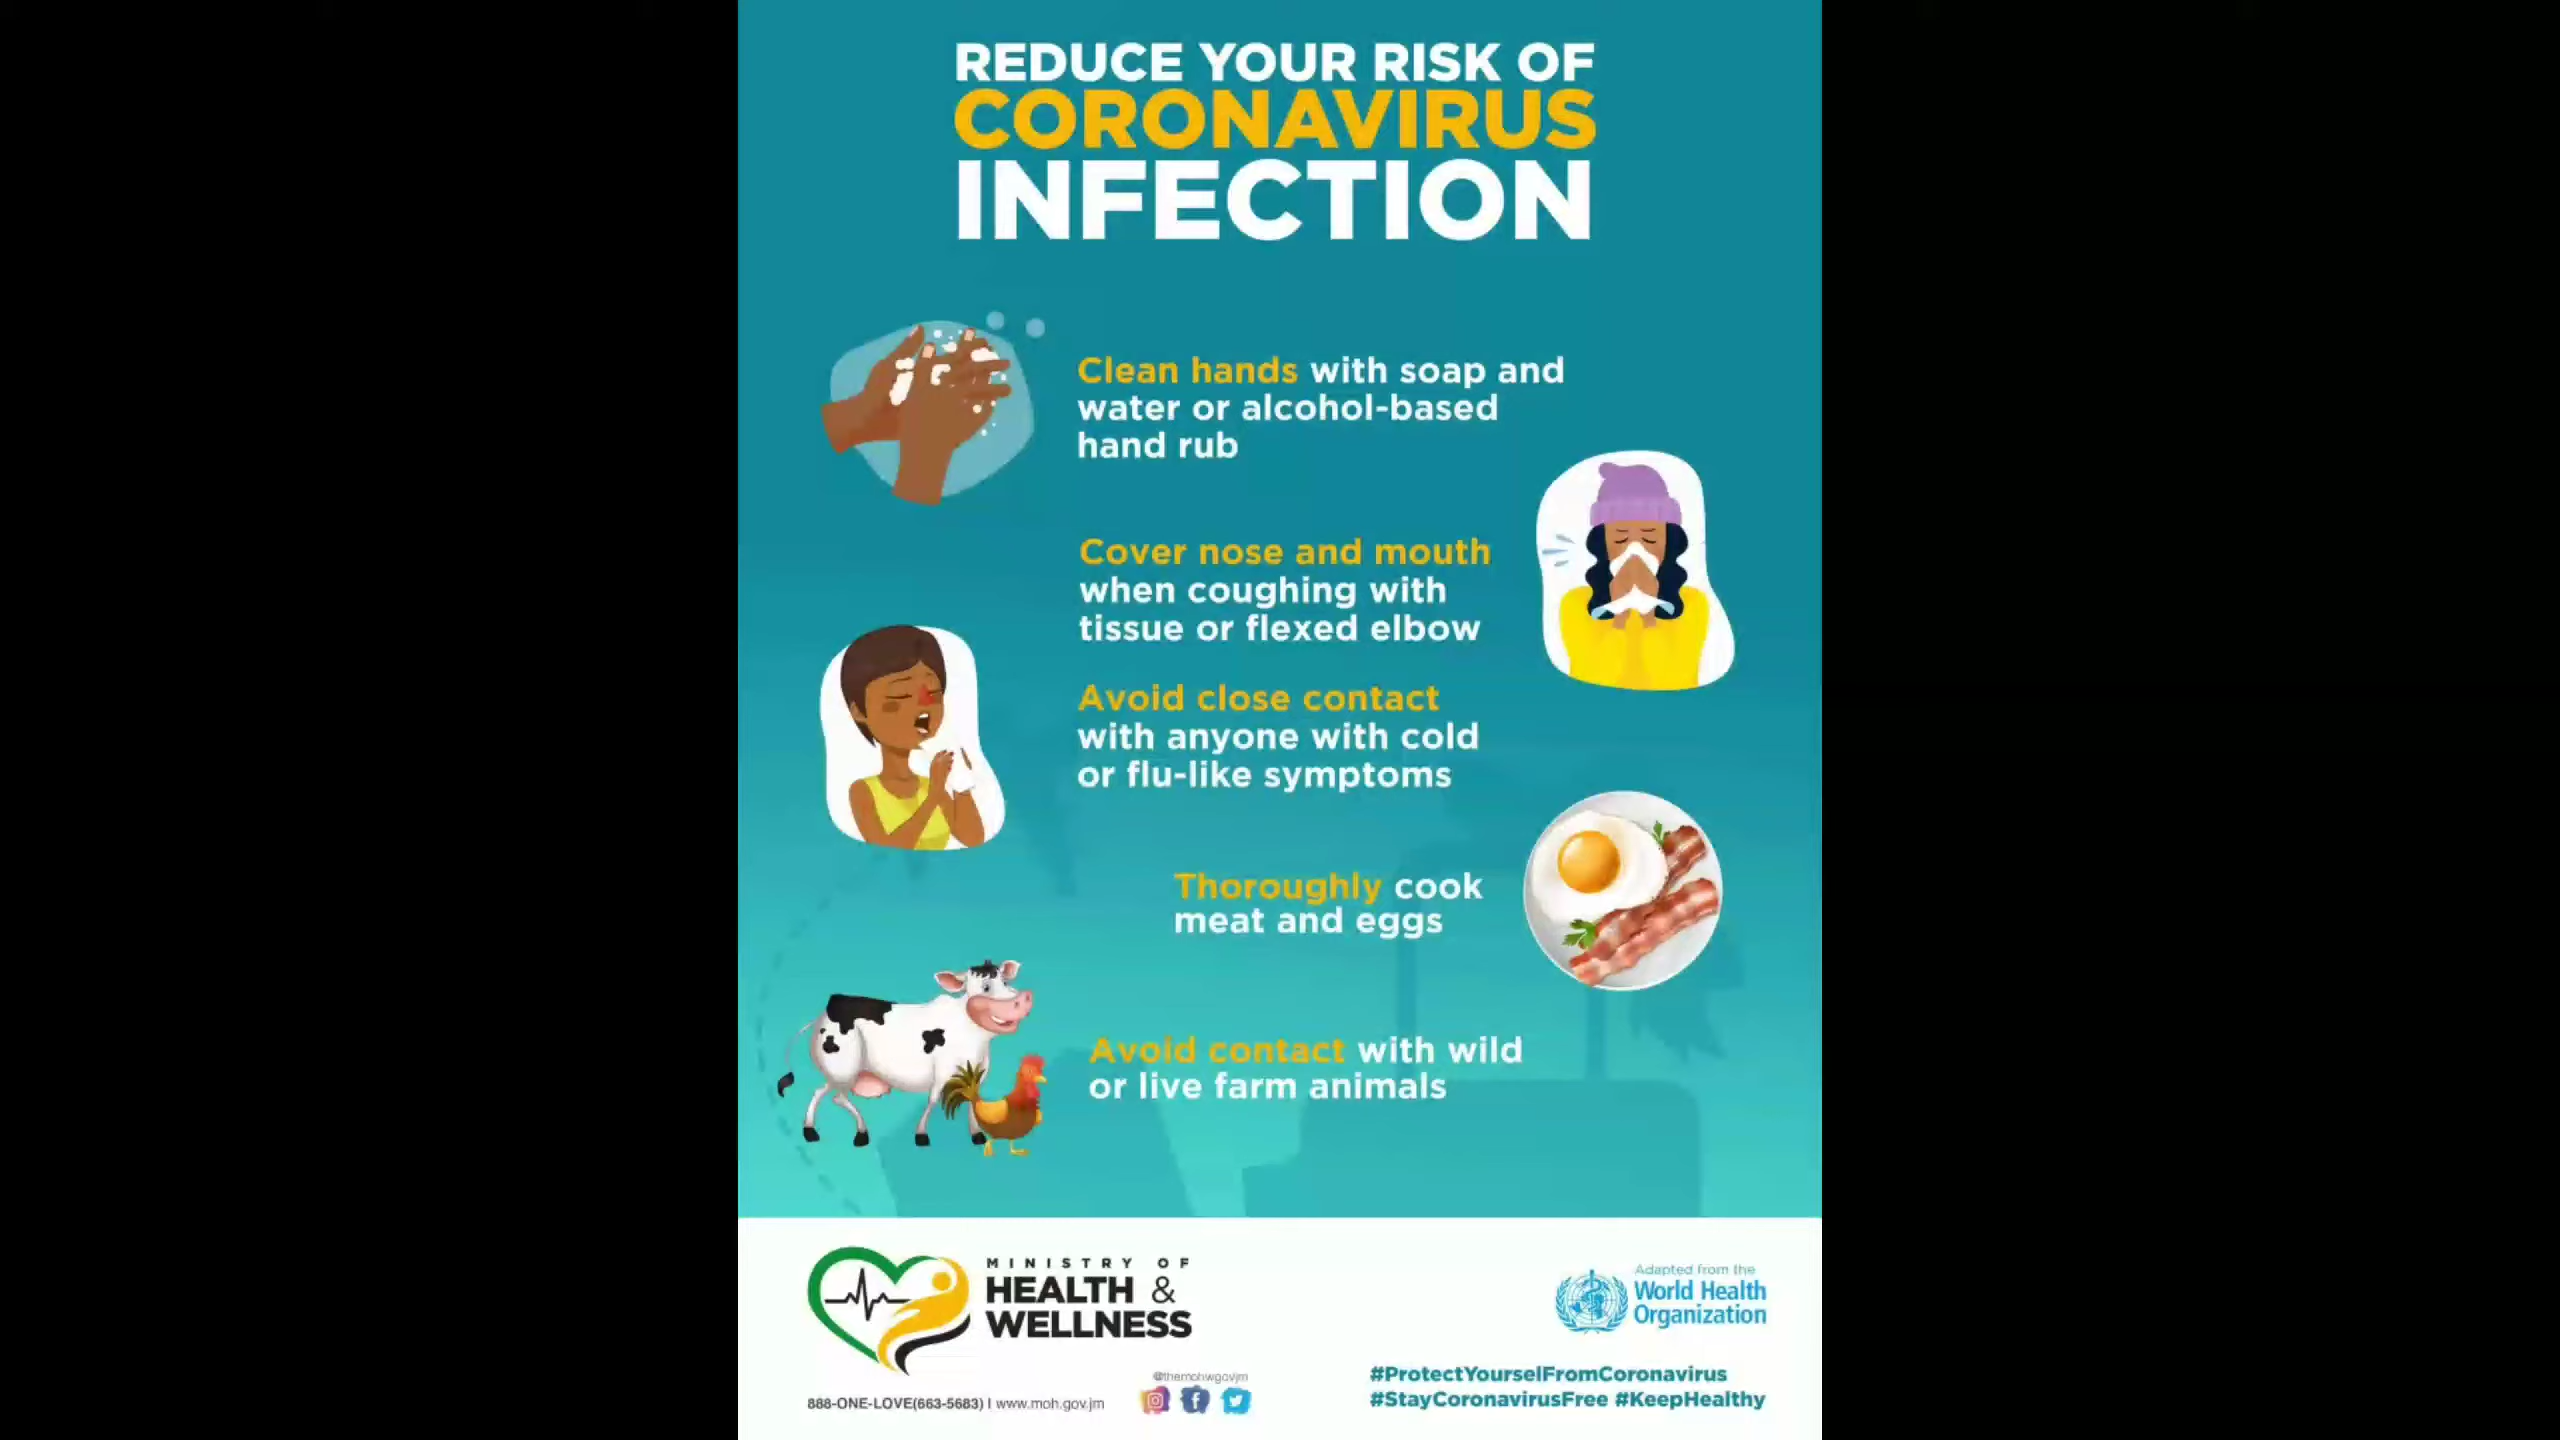 REDUCE YOUR RISK OF
CORONAVIRUS
INFECTION
Clean hands with soap and
water or alcohol-based
hand rub
Cover nose and mouth
when coughing with
tissue or flexed elbow
Avoid close contact
with anyone with cold
or flu-like symptoms
Thoroughly cook
meat and eggs
Avoid contact with wild
or live farm animals
MINISTRY OF
HEALTH &
WELLNESS
888-ONE-LOVE(663-5683) | www.moh.gov.jm
@themohwgovjm
Adapted from the
World Health
Organization
#ProtectYourselfFromCoronavirus
#StayCoronavirusFree #KeepHealthy